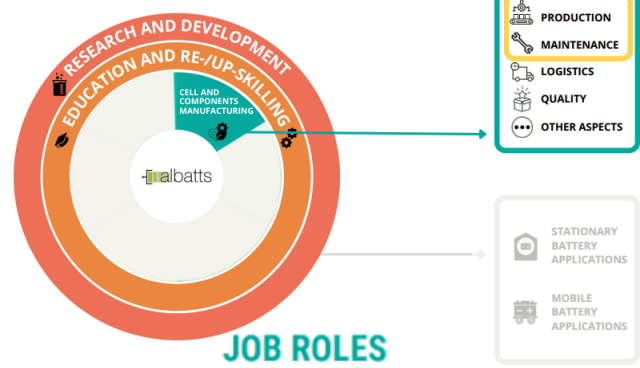 RESEARCH AND DEVELOPMENT
EDUCATION AND RE-/UP-SKILLING
CELL AND
COMPONENTS
MANUFACTURING
albatts
PRODUCTION
MAINTENANCE
LOGISTICS
QUALITY
OTHER ASPECTS
STATIONARY
BATTERY
APPLICATIONS
MOBILE
BATTERY
APPLICATIONS
JOB ROLES